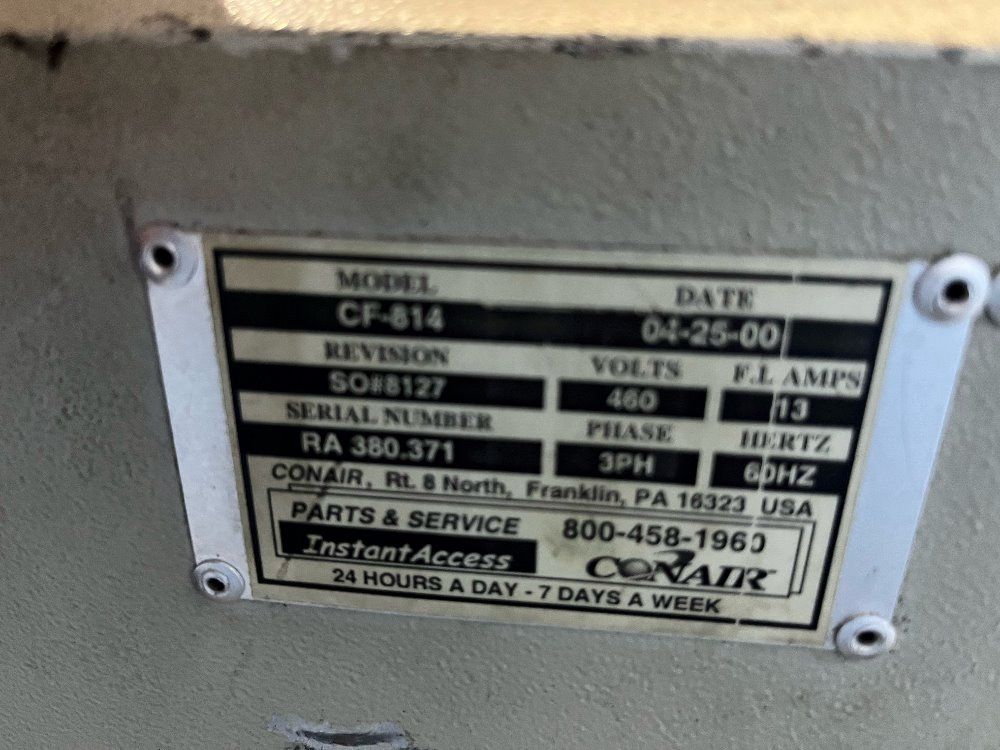 MODEL DATE
CF-814 04-25-00
REVISION VOLTS F.L AMPS
SO#8127 460 13
SERIAL NUMBER PHASE HERTZ
RA 380.371 3PH 60HZ
CONAIR, Rt. 8 North, Franklin, PA 16323 USA
PARTS & SERVICE 800-458-1960
InstantAccess CONAIR
24 HOURS A DAY - 7 DAYS A WEEK